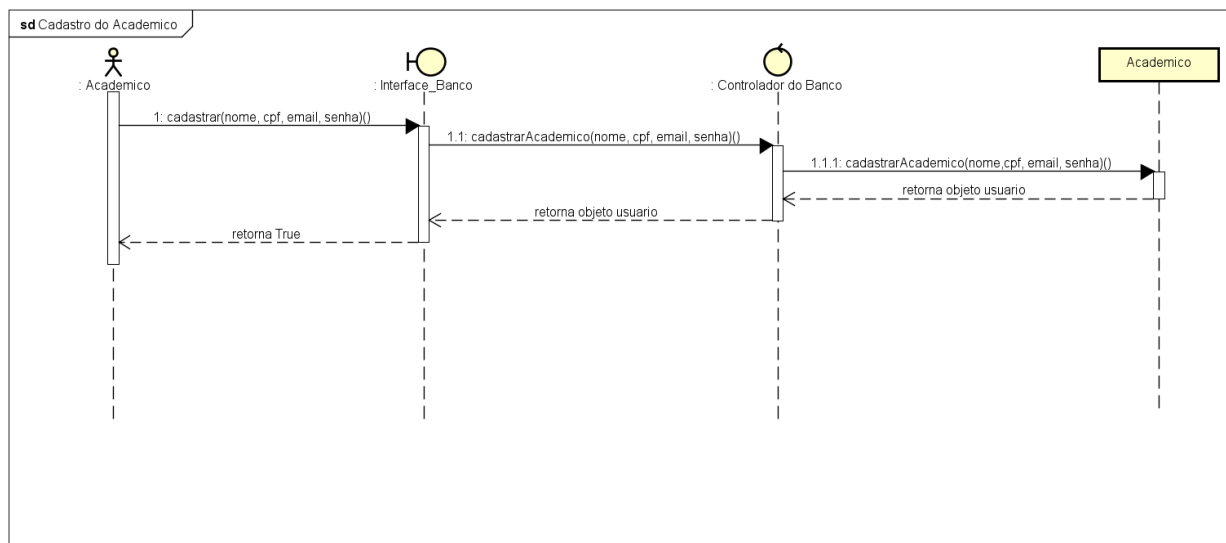 sd Cadastro do Academico
: Academico
: Interface_Banco
: Controlador do Banco
Academico
1: cadastrar(nome, cpf, email, senha)()
1.1: cadastrarAcademico(nome, cpf, email, senha)()
1.1.1: cadastrarAcademico(nome,cpf, email, senha)()
retorna objeto usuario
retorna objeto usuario
retorna True